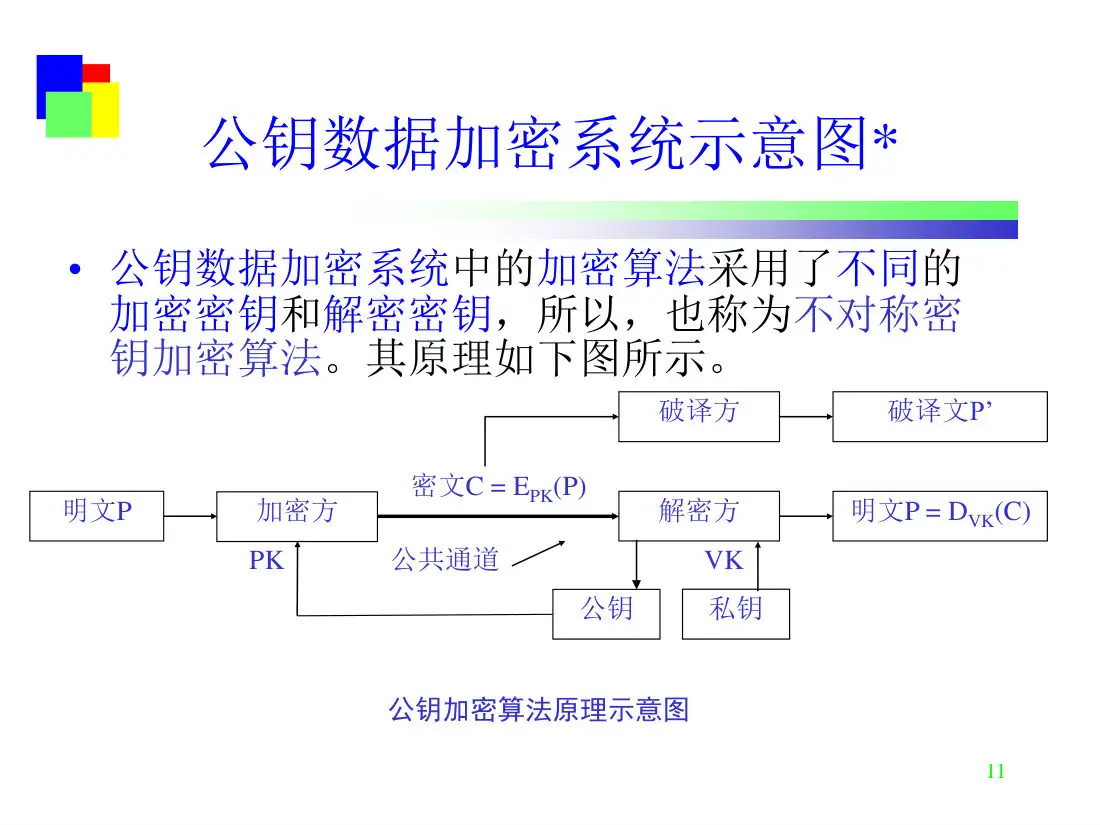 公钥数据加密系统示意图*
• 公钥数据加密系统中的加密算法采用了不同的
加密密钥和解密密钥，所以，也称为不对称密
钥加密算法。其原理如下图所示。
破译方
破译文P’
密文C = EPK(P)
明文P
加密方
解密方
明文P = DVK(C)
PK
公共通道
VK
公钥
私钥
公钥加密算法原理示意图
11